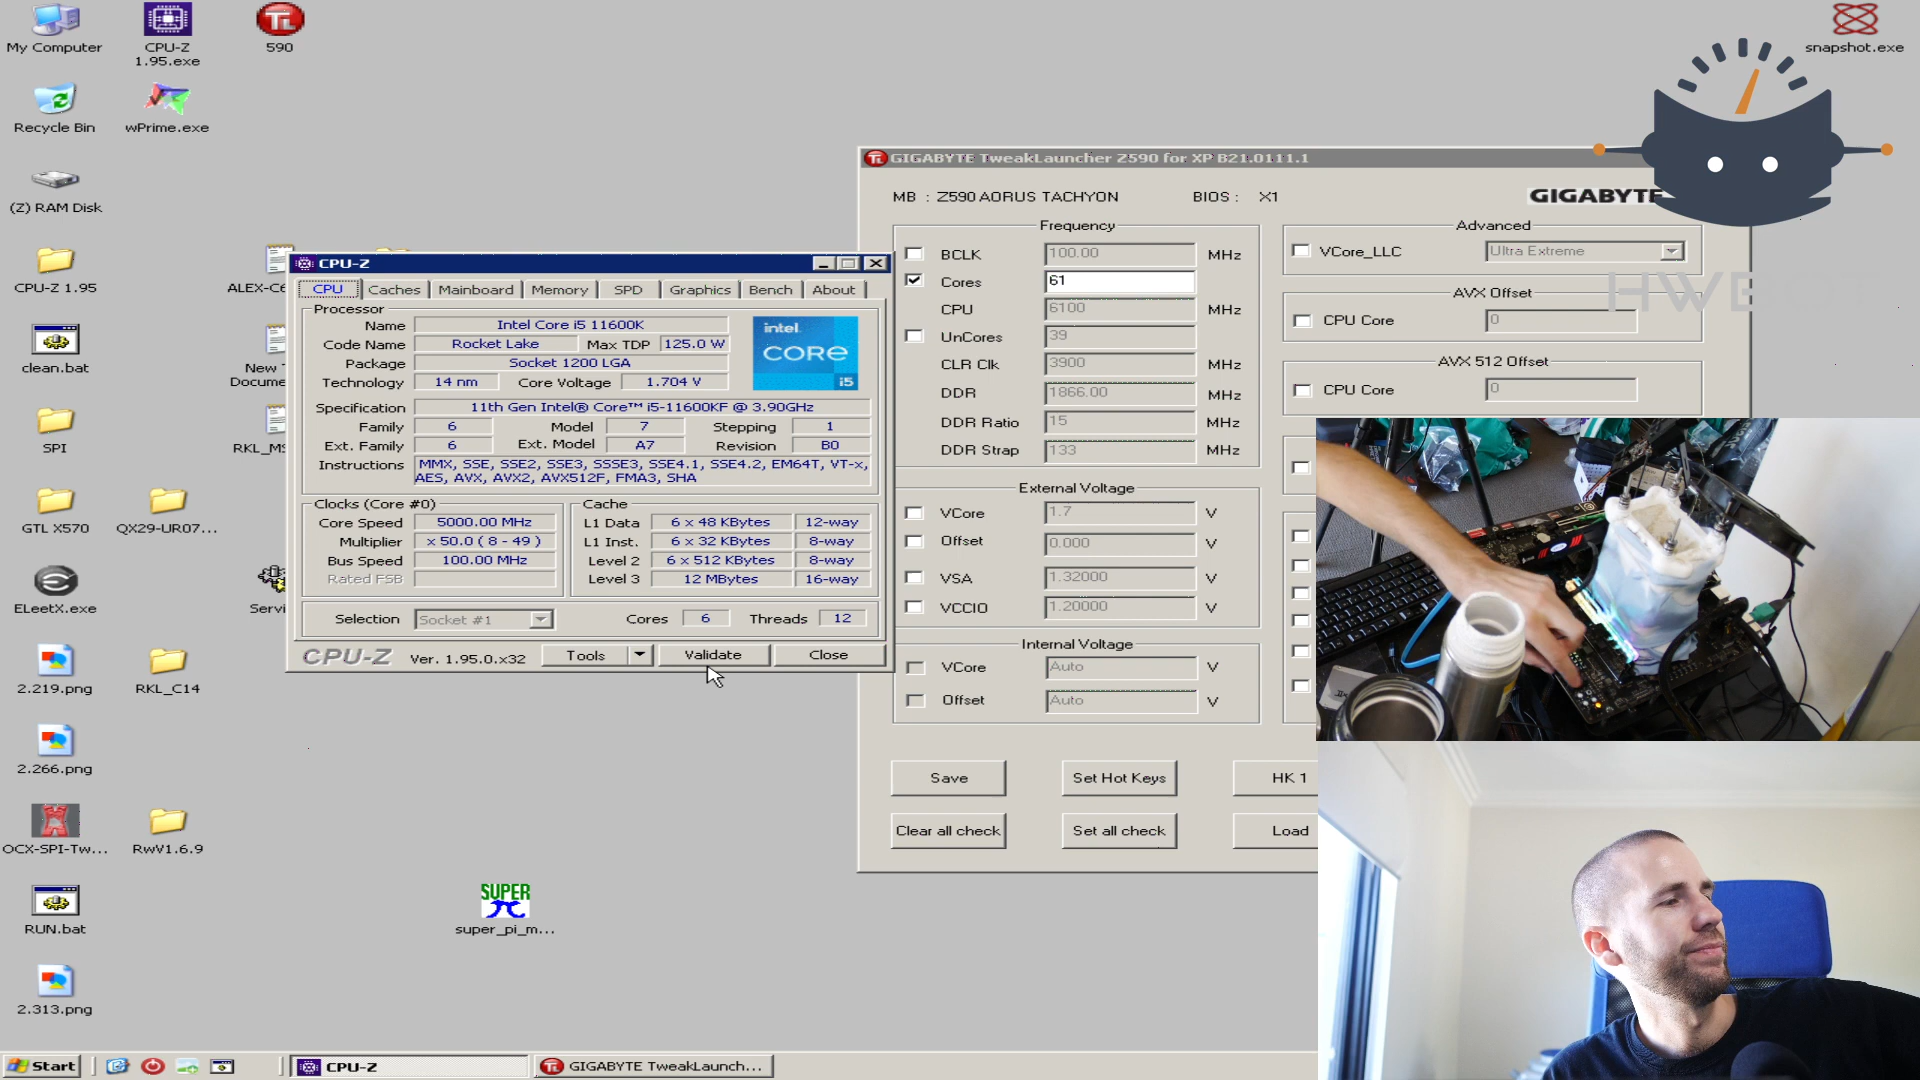 My Computer
CPU-Z
1.95.exe
590
snapshot.exe
Recycle Bin
wPrime.exe
(Z) RAM Disk
CPU-Z 1.95
ALEX-C
clean.bat
New
Docume
SPI
RKL_MS
GTL X570
QX29-UR07...
ELeetX.exe
Servi
2.219.png
RKL_C14
2.266.png
OCX-SPI-Tw...
RwV1.6.9
RUN.bat
SUPER
super_pi_m...
2.313.png
CPU-Z
CPU
Caches
Mainboard
Memory
SPD
Graphics
Bench
About
Processor
Name Intel Core i5 11600K
Code Name Rocket Lake Max TDP 125.0 W
Package Socket 1200 LGA
Technology 14 nm Core Voltage 1.704 V
intel.
CORE
i5
Specification 11th Gen Intel® Core™ i5-11600KF @ 3.90GHz
Family 6 Model 7 Stepping 1
Ext. Family 6 Ext. Model A7 Revision B0
Instructions MMX, SSE, SSE2, SSE3, SSSE3, SSE4.1, SSE4.2, EM64T, VT-x,
AES, AVX, AVX2, AVX512F, FMA3, SHA
Clocks (Core #0)
Core Speed 5000.00 MHz
Multiplier x 50.0 ( 8 - 49 )
Bus Speed 100.00 MHz
Rated FSB
Cache
L1 Data 6 x 48 KBytes 12-way
L1 Inst. 6 x 32 KBytes 8-way
Level 2 6 x 512 KBytes 8-way
Level 3 12 MBytes 16-way
Selection Socket #1 Cores 6 Threads 12
CPU-Z Ver. 1.95.0.x32 Tools Validate Close
GIGABYTE TweakLauncher Z590 for XP B21.0111.1
MB : Z590 AORUS TACHYON BIOS : X1
GIGABYTE
Frequency
BCLK 100.00 MHz
Cores 61
CPU 6100 MHz
UnCores 39
CLR Clk 3900 MHz
DDR 1866.00 MHz
DDR Ratio 15 MHz
DDR Strap 133 MHz
External Voltage
VCore 1.7 V
Offset 0.000 V
VSA 1.32000 V
VCCIO 1.20000 V
Internal Voltage
VCore Auto V
Offset Auto V
Advanced
VCore_LLC Ultra Extreme
AVX Offset
CPU Core 0
AVX 512 Offset
CPU Core 0
HWB
Save
Set Hot Keys
HK 1
Clear all check
Set all check
Load
Start
CPU-Z
GIGABYTE TweakLaunch...